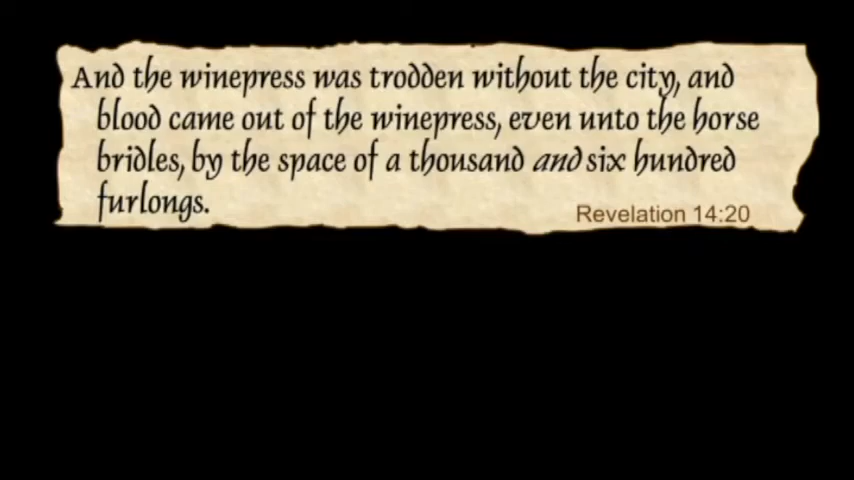 And the winepress was trodden without the city, and
blood came out of the winepress, even unto the horse
bridles, by the space of a thousand and six hundred
furlongs.
Revelation 14:20